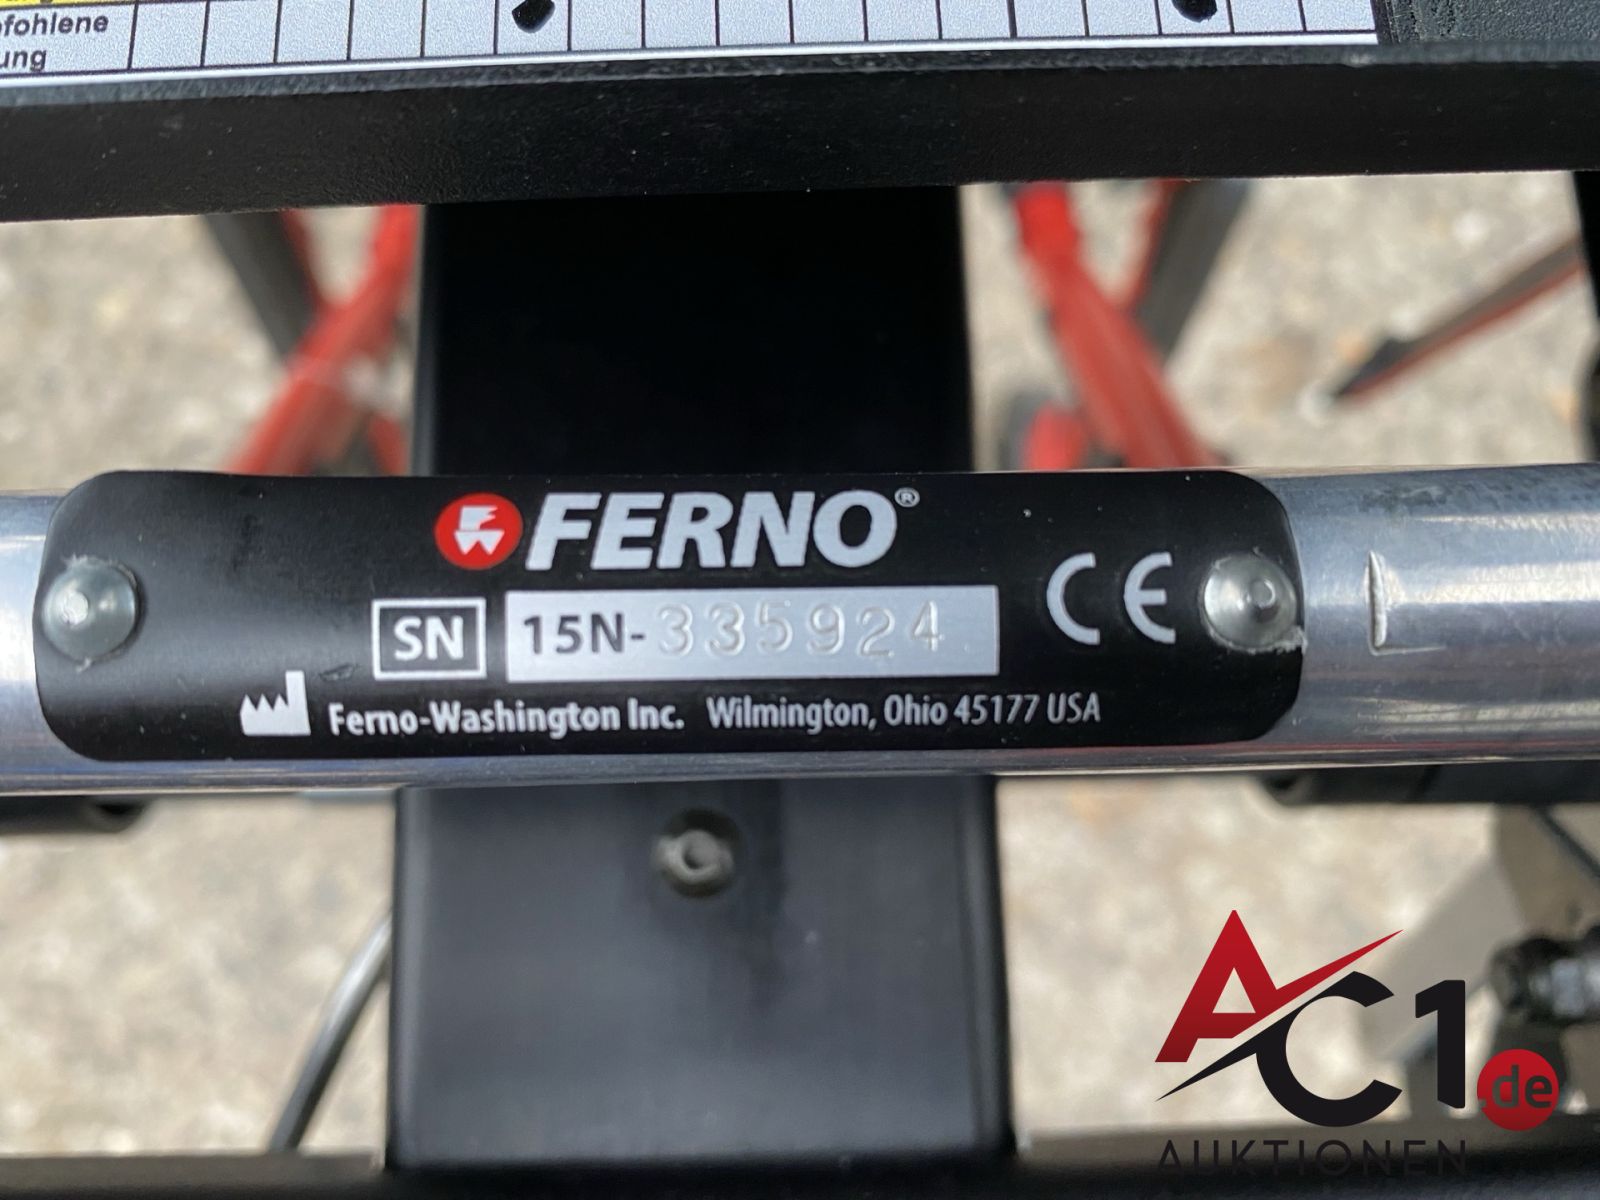 ung
FERNO®
SN 15N-335924
CE
Ferno-Washington Inc. Wilmington, Ohio 45177 USA
L
AC1.de
AUKTIONEN